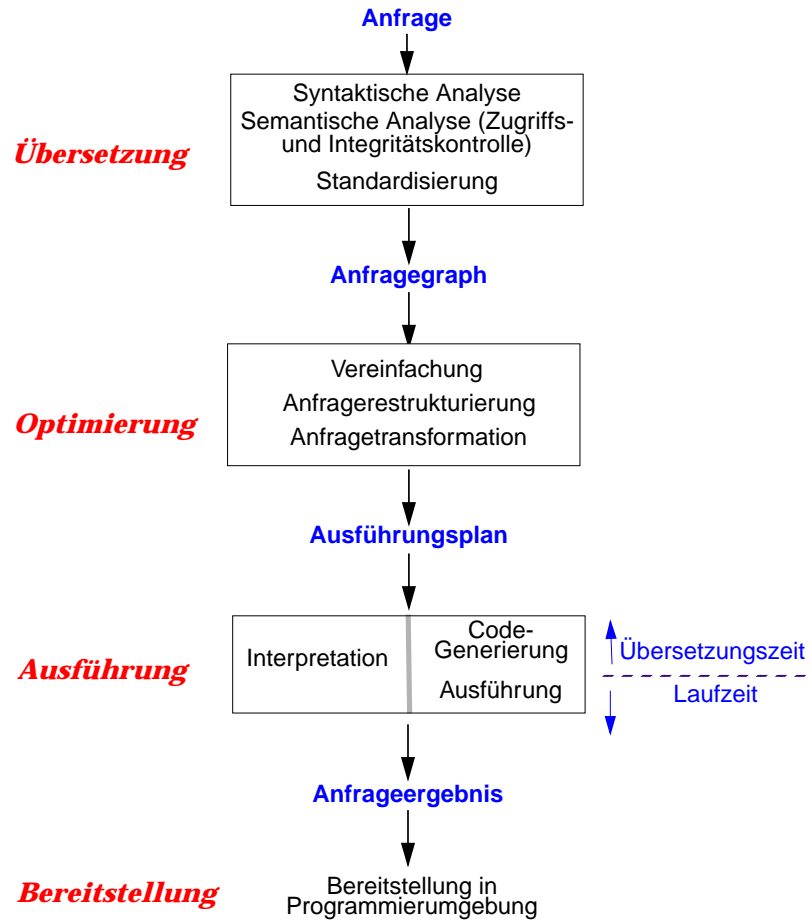 Anfrage
Syntaktische Analyse
Semantische Analyse (Zugriffs-
und Integritätskontrolle)
Standardisierung
Übersetzung
Anfragegraph
Vereinfachung
Anfragerestrukturierung
Anfragetransformation
Optimierung
Ausführungsplan
Ausführung
Interpretation
Code-
Generierung
Ausführung
Übersetzungszeit
Laufzeit
Anfrageergebnis
Bereitstellung
Bereitstellung in
Programmierumgebung